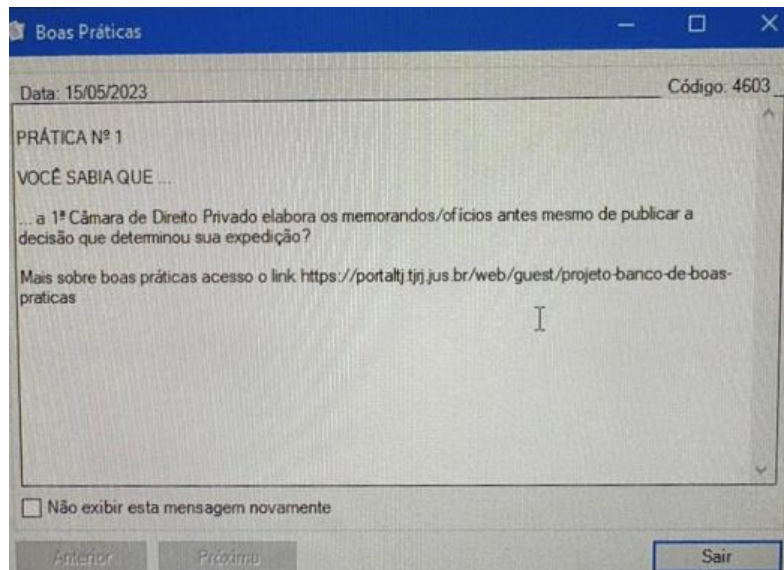 Boas Práticas
Data: 15/05/2023
Código: 4603
PRÁTICA Nº 1
VOCÊ SABIA QUE ...
... a 1ª Câmara de Direito Privado elabora os memorandos/ofícios antes mesmo de publicar a
decisão que determinou sua expedição?
Mais sobre boas práticas acesso o link https://portaltj.tjrj.jus.br/web/guest/projeto-banco-de-boas-
praticas
Não exibir esta mensagem novamente
Anterior
Próximo
Sair